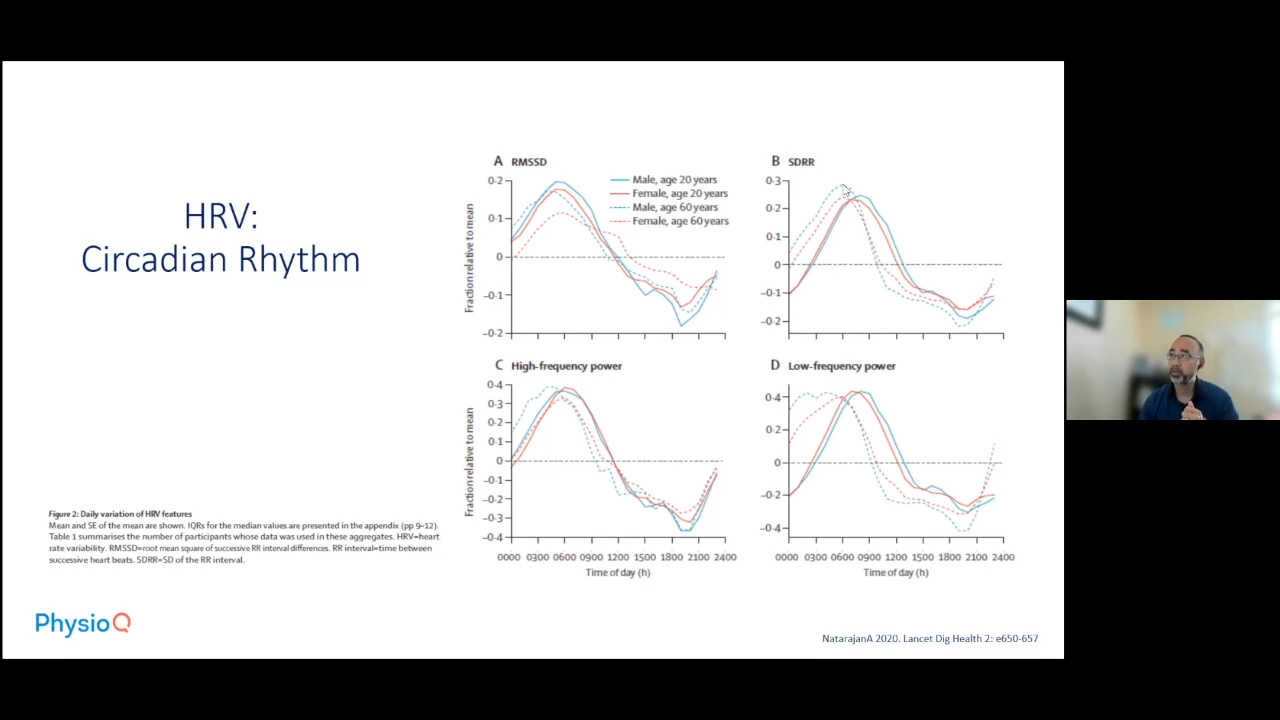 HRV:
Circadian Rhythm
Figure 2: Daily variation of HRV features
Mean and SE of the mean are shown. IQRs for the median values are presented in the appendix (pp 9–12).
Table 1 summarises the number of participants whose data was used in these aggregates. HRV=heart
rate variability. RMSSD=root mean square of successive RR interval differences. RR interval=time between
successive heart beats. SDRR=SD of the RR interval.
PhysioQ
A RMSSD
Fraction relative to mean
0·2
0·1
0
–0·1
–0·2
Male, age 20 years
Female, age 20 years
Male, age 60 years
Female, age 60 years
B SDRR
0·3
0·2
0·1
0
–0·1
–0·2
C High-frequency power
Fraction relative to mean
0·4
0·3
0·2
0·1
0
–0·1
–0·2
–0·3
–0·4
0000 0300 0600 0900 1200 1500 1800 2100 2400
Time of day (h)
D Low-frequency power
0·4
0·2
0
–0·2
–0·4
0000 0300 0600 0900 1200 1500 1800 2100 2400
Time of day (h)
NatarajanA 2020. Lancet Dig Health 2: e650-657